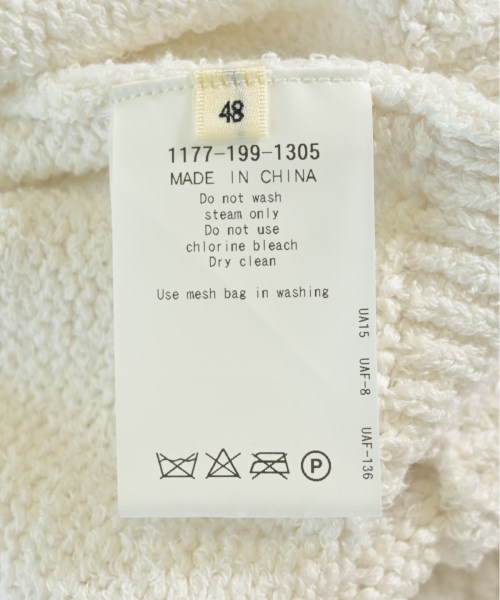 48
1177-199-1305
MADE IN CHINA
Do not wash
steam only
Do not use
chlorine bleach
Dry clean
Use mesh bag in washing
UA15 UAF-8 UAF-136
P